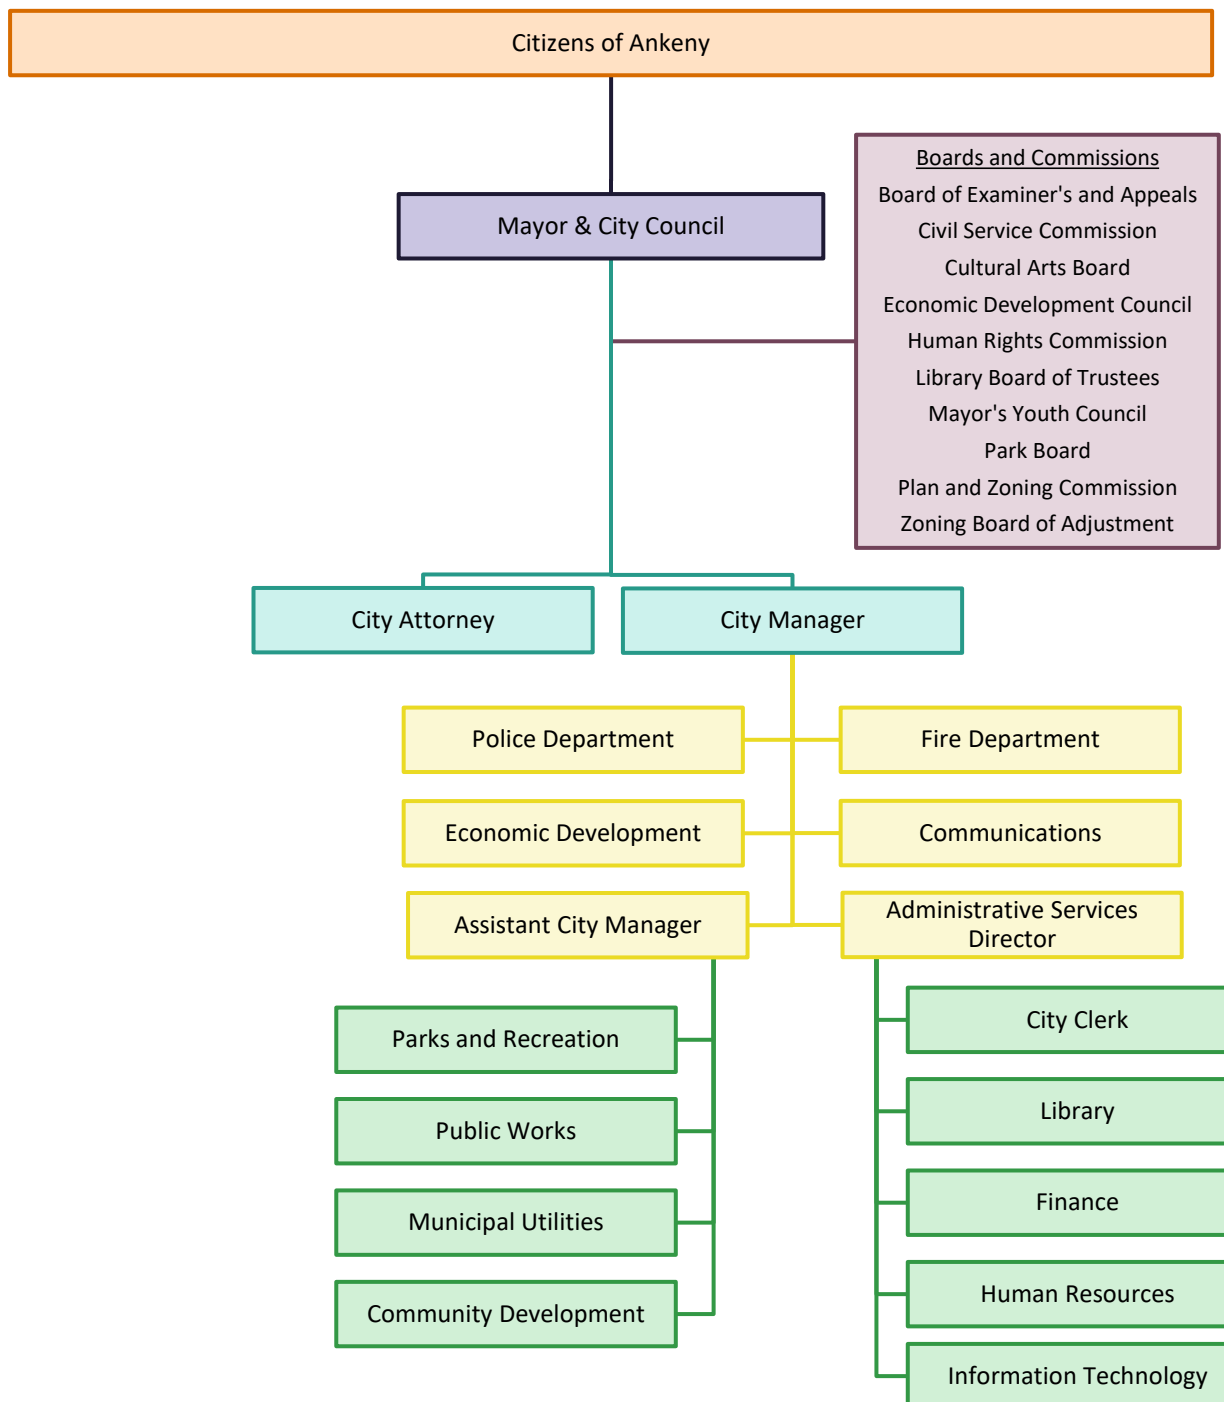 Citizens of Ankeny
Boards and Commissions
Board of Examiner's and Appeals
Civil Service Commission
Cultural Arts Board
Economic Development Council
Human Rights Commission
Library Board of Trustees
Mayor's Youth Council
Park Board
Plan and Zoning Commission
Zoning Board of Adjustment
Mayor & City Council
City Attorney
City Manager
Police Department
Fire Department
Economic Development
Communications
Assistant City Manager
Administrative Services
Director
Parks and Recreation
Public Works
Municipal Utilities
Community Development
City Clerk
Library
Finance
Human Resources
Information Technology